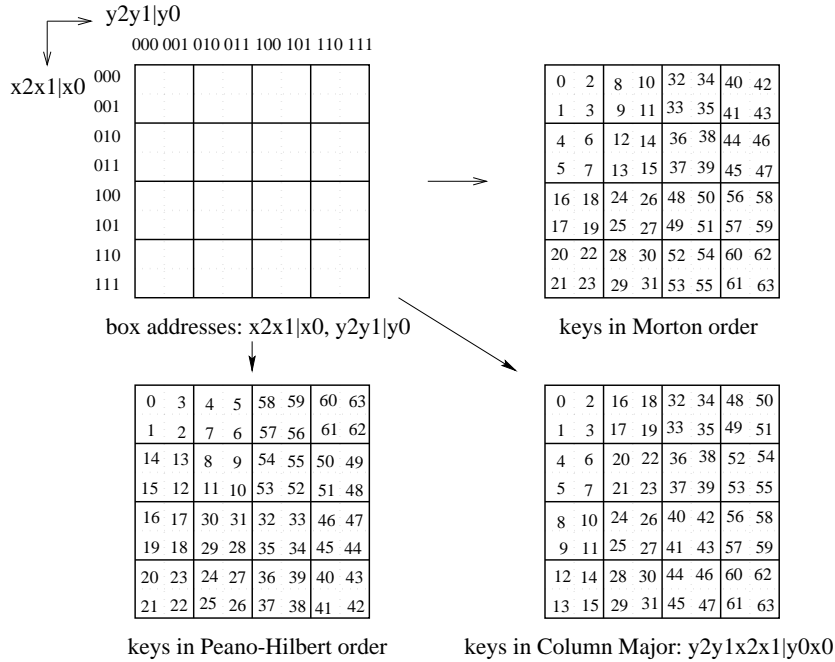 y2y1|y0
000 001 010 011 100 101 110 111
x2x1|x0
000
001
010
011
100
101
110
111
box addresses: x2x1|x0, y2y1|y0
0 2 8 10 32 34 40 42
1 3 9 11 33 35 41 43
4 6 12 14 36 38 44 46
5 7 13 15 37 39 45 47
16 18 24 26 48 50 56 58
17 19 25 27 49 51 57 59
20 22 28 30 52 54 60 62
21 23 29 31 53 55 61 63
keys in Morton order
0 3 4 5 58 59 60 63
1 2 7 6 57 56 61 62
14 13 8 9 54 55 50 49
15 12 11 10 53 52 51 48
16 17 30 31 32 33 46 47
19 18 29 28 35 34 45 44
20 23 24 27 36 39 40 43
21 22 25 26 37 38 41 42
keys in Peano-Hilbert order
0 2 16 18 32 34 48 50
1 3 17 19 33 35 49 51
4 6 20 22 36 38 52 54
5 7 21 23 37 39 53 55
8 10 24 26 40 42 56 58
9 11 25 27 41 43 57 59
12 14 28 30 44 46 60 62
13 15 29 31 45 47 61 63
keys in Column Major: y2y1x2x1|y0x0